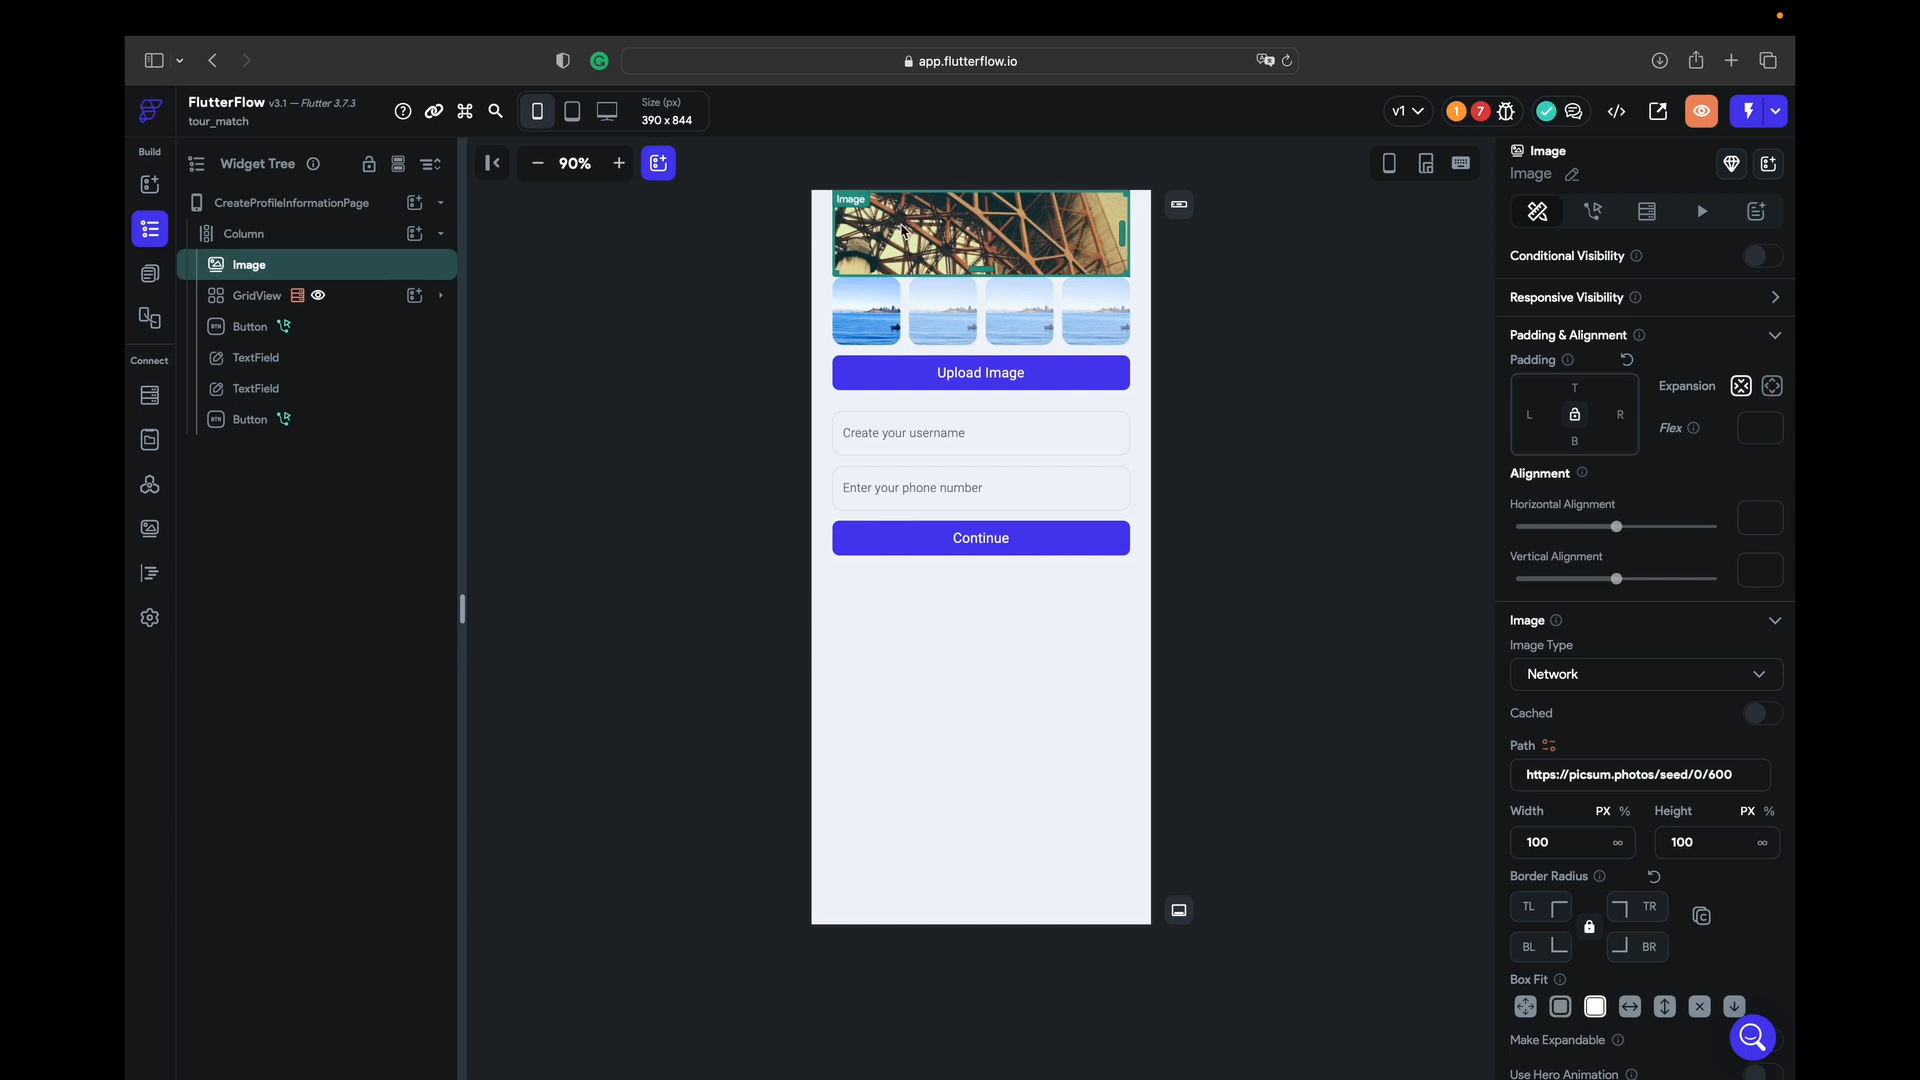 app.flutterflow.io
FlutterFlow v3.1 — Flutter 3.7.3
tour_match
Size (px)
390 x 844
v1
1
7
Build
Widget Tree
90%
CreateProfileInformationPage
Column
Image
GridView
Button
TextField
TextField
Button
Connect
Image
Upload Image
Create your username
Enter your phone number
Continue
Image
Image
Conditional Visibility
Responsive Visibility
Padding & Alignment
Padding
T
L
R
B
Expansion
Flex
Alignment
Horizontal Alignment
Vertical Alignment
Image
Image Type
Network
Cached
Path
https://picsum.photos/seed/0/600
Width PX % Height PX %
100 ∞ 100 ∞
Border Radius
TL TR
BL BR
Box Fit
Make Expandable
Use Hero Animation